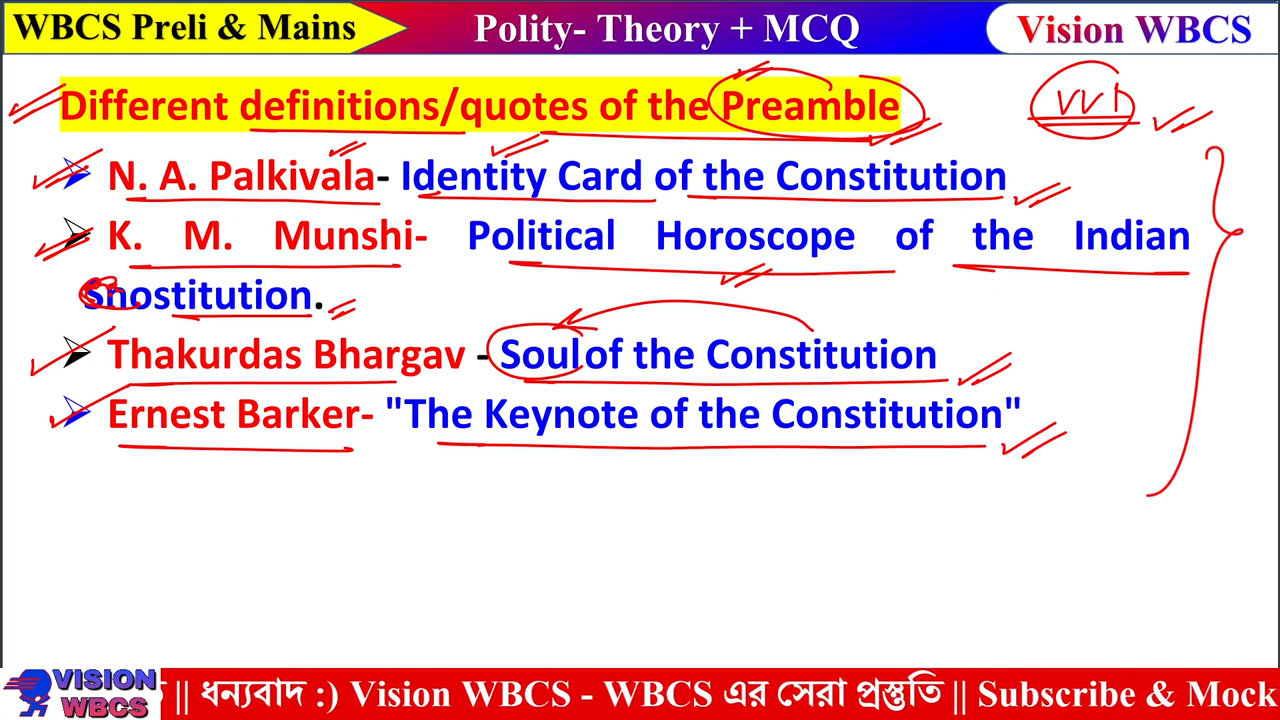 WBCS Preli & Mains
Polity- Theory + MCQ
Vision WBCS
Different definitions/quotes of the Preamble
VVI
N. A. Palkivala- Identity Card of the Constitution
K. M. Munshi- Political Horoscope of the Indian
Snostitution.
Thakurdas Bhargav - Soul of the Constitution
Ernest Barker- "The Keynote of the Constitution"
VISION
WBCS
|| ধন্যবাদ :) Vision WBCS - WBCS এর সেরা প্রস্তুতি || Subscribe & Mock